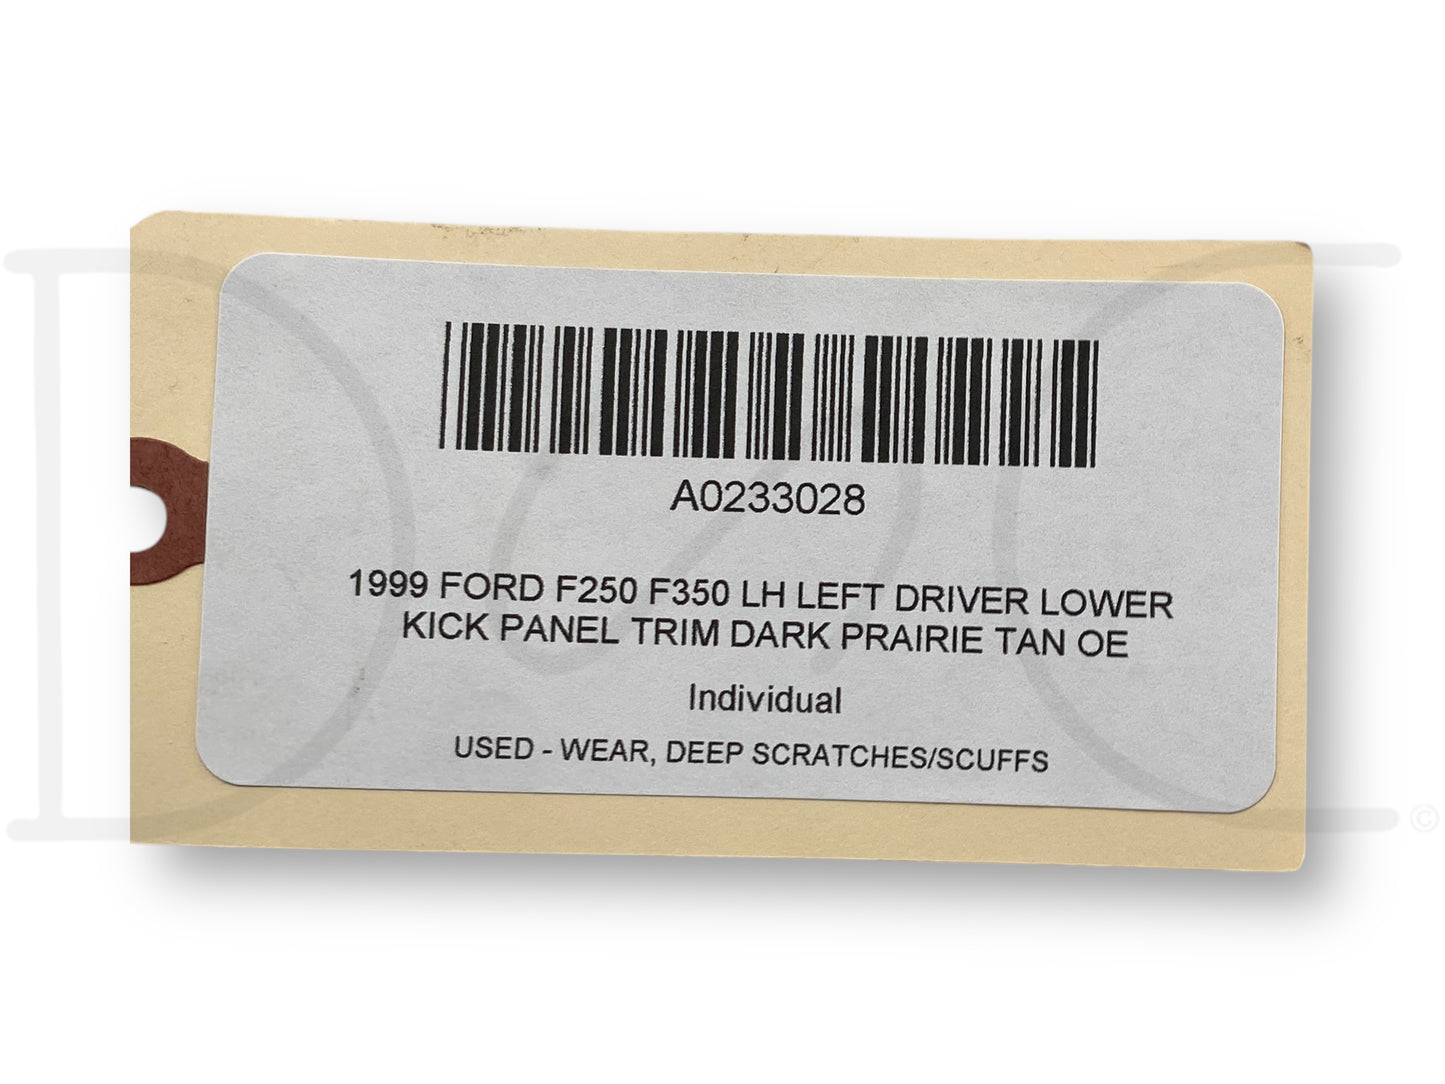 A0233028
1999 FORD F250 F350 LH LEFT DRIVER LOWER
KICK PANEL TRIM DARK PRAIRIE TAN OE
Individual
USED - WEAR, DEEP SCRATCHES/SCUFFS
©